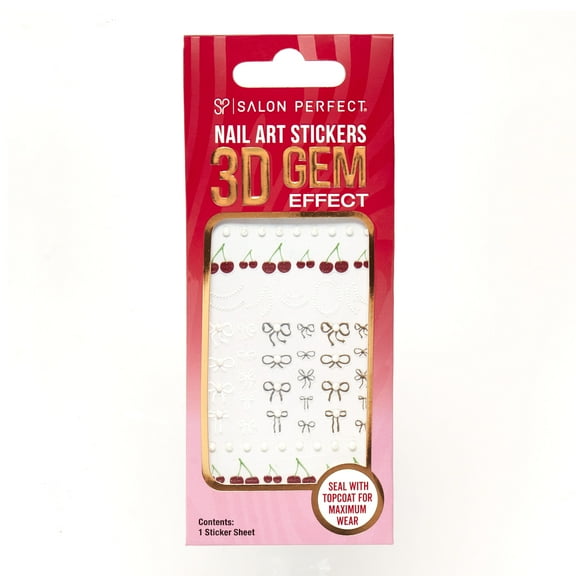 SP | SALON PERFECT®
NAIL ART STICKERS
3D GEM
EFFECT
SEAL WITH
TOPCOAT FOR
MAXIMUM
WEAR
Contents:
1 Sticker Sheet